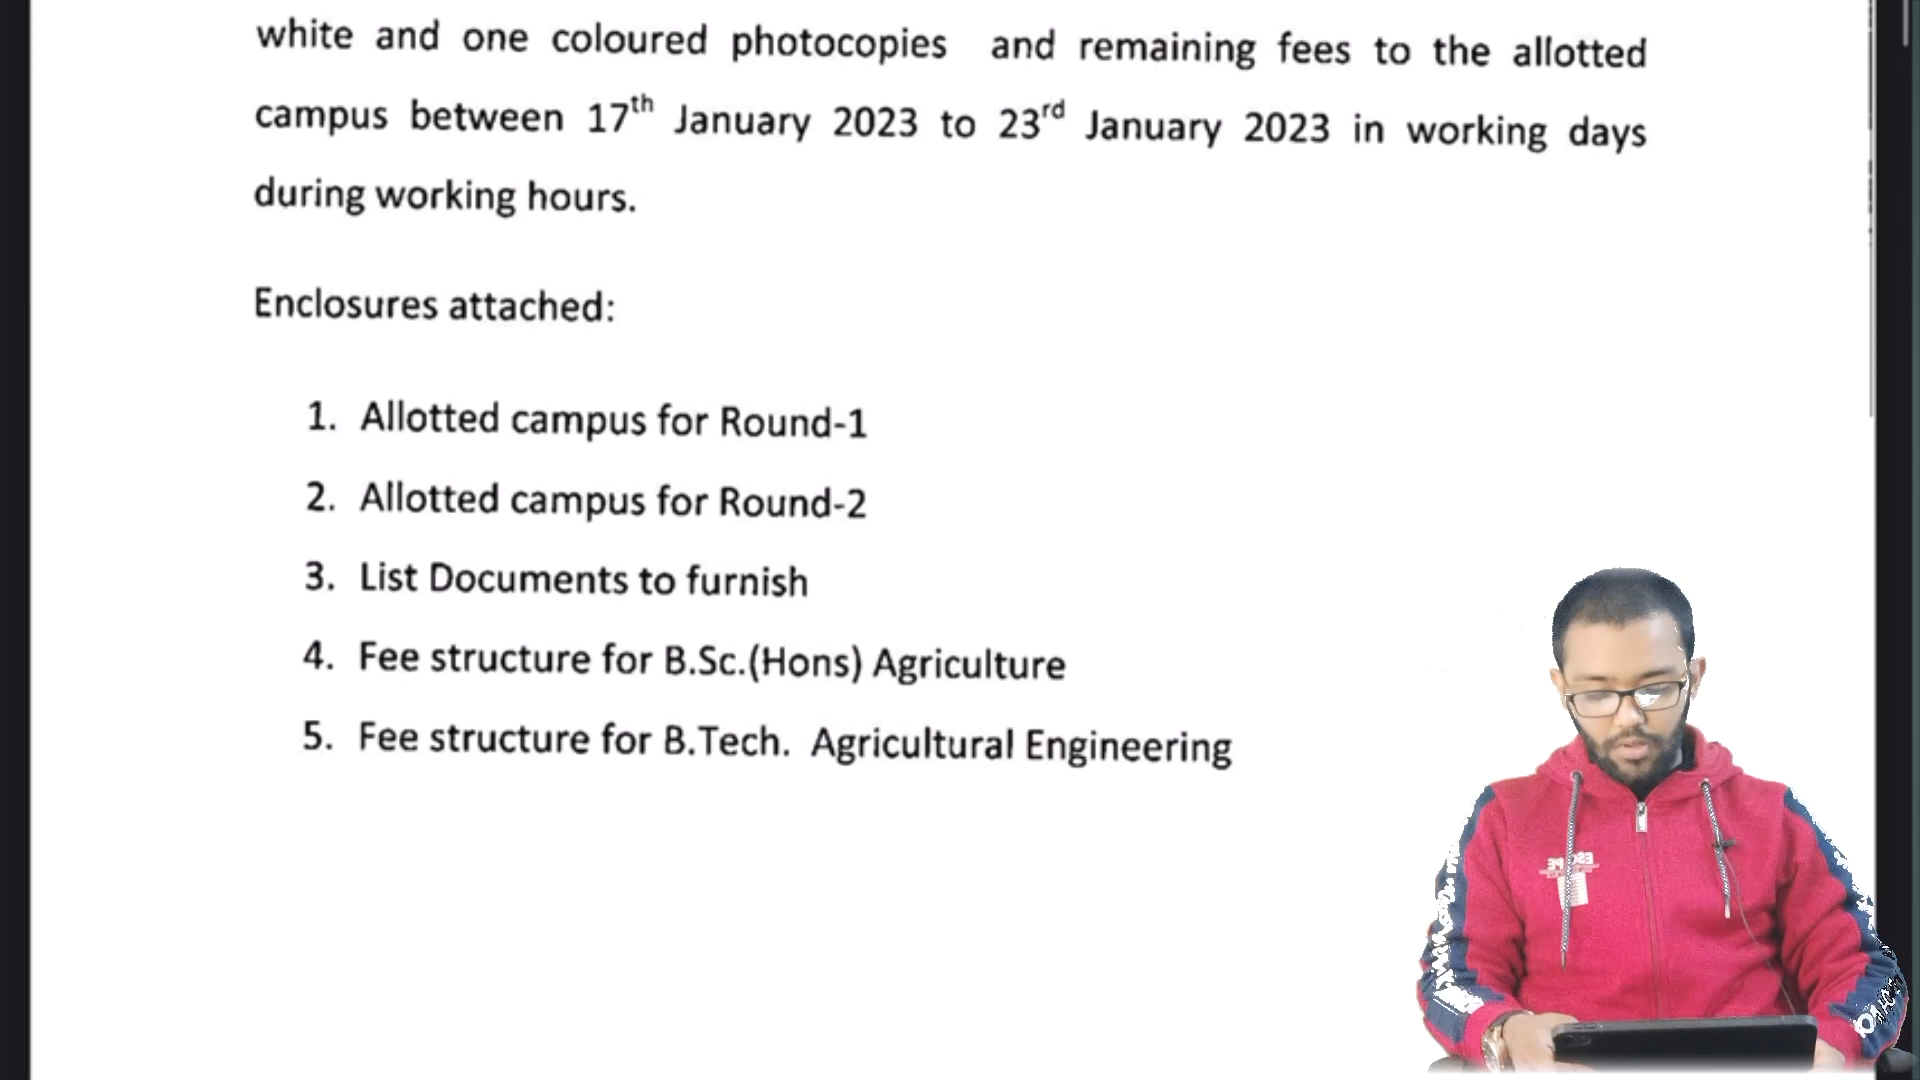 white and one coloured photocopies and remaining fees to the allotted
campus between 17th January 2023 to 23rd January 2023 in working days
during working hours.
Enclosures attached:
1. Allotted campus for Round-1
2. Allotted campus for Round-2
3. List Documents to furnish
4. Fee structure for B.Sc.(Hons) Agriculture
5. Fee structure for B.Tech. Agricultural Engineering